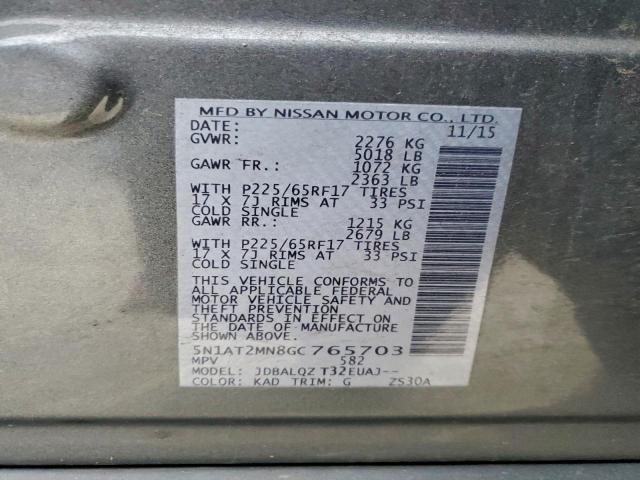 MFD BY NISSAN MOTOR CO., LTD.
DATE: 11/15
GVWR: 2276 KG
5018 LB
GAWR FR.: 1072 KG
2363 LB
WITH P225/65RF17 TIRES
17 X 7J RIMS AT 33 PSI
COLD SINGLE
GAWR RR.: 1215 KG
2679 LB
WITH P225/65RF17 TIRES
17 X 7J RIMS AT 33 PSI
COLD SINGLE
THIS VEHICLE CONFORMS TO
ALL APPLICABLE FEDERAL
MOTOR VEHICLE SAFETY AND
THEFT PREVENTION
STANDARDS IN EFFECT ON
THE DATE OF MANUFACTURE
SHOWN ABOVE.
5N1AT2MN8GC765703
MPV 582
MODEL: JDBALQZ T32EUAJ--
COLOR: KAD TRIM: G ZS30A